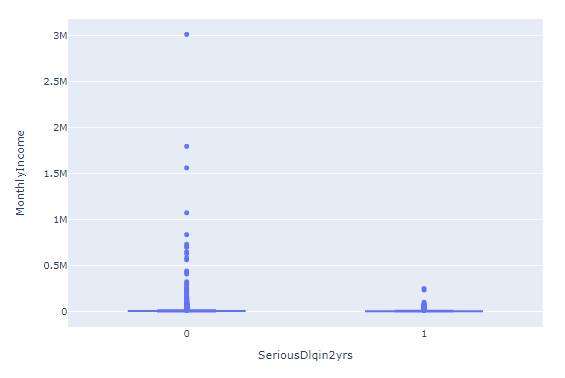 3M
2.5M
2M
1.5M
1M
0.5M
0
MonthlyIncome
0 1
SeriousDlqin2yrs